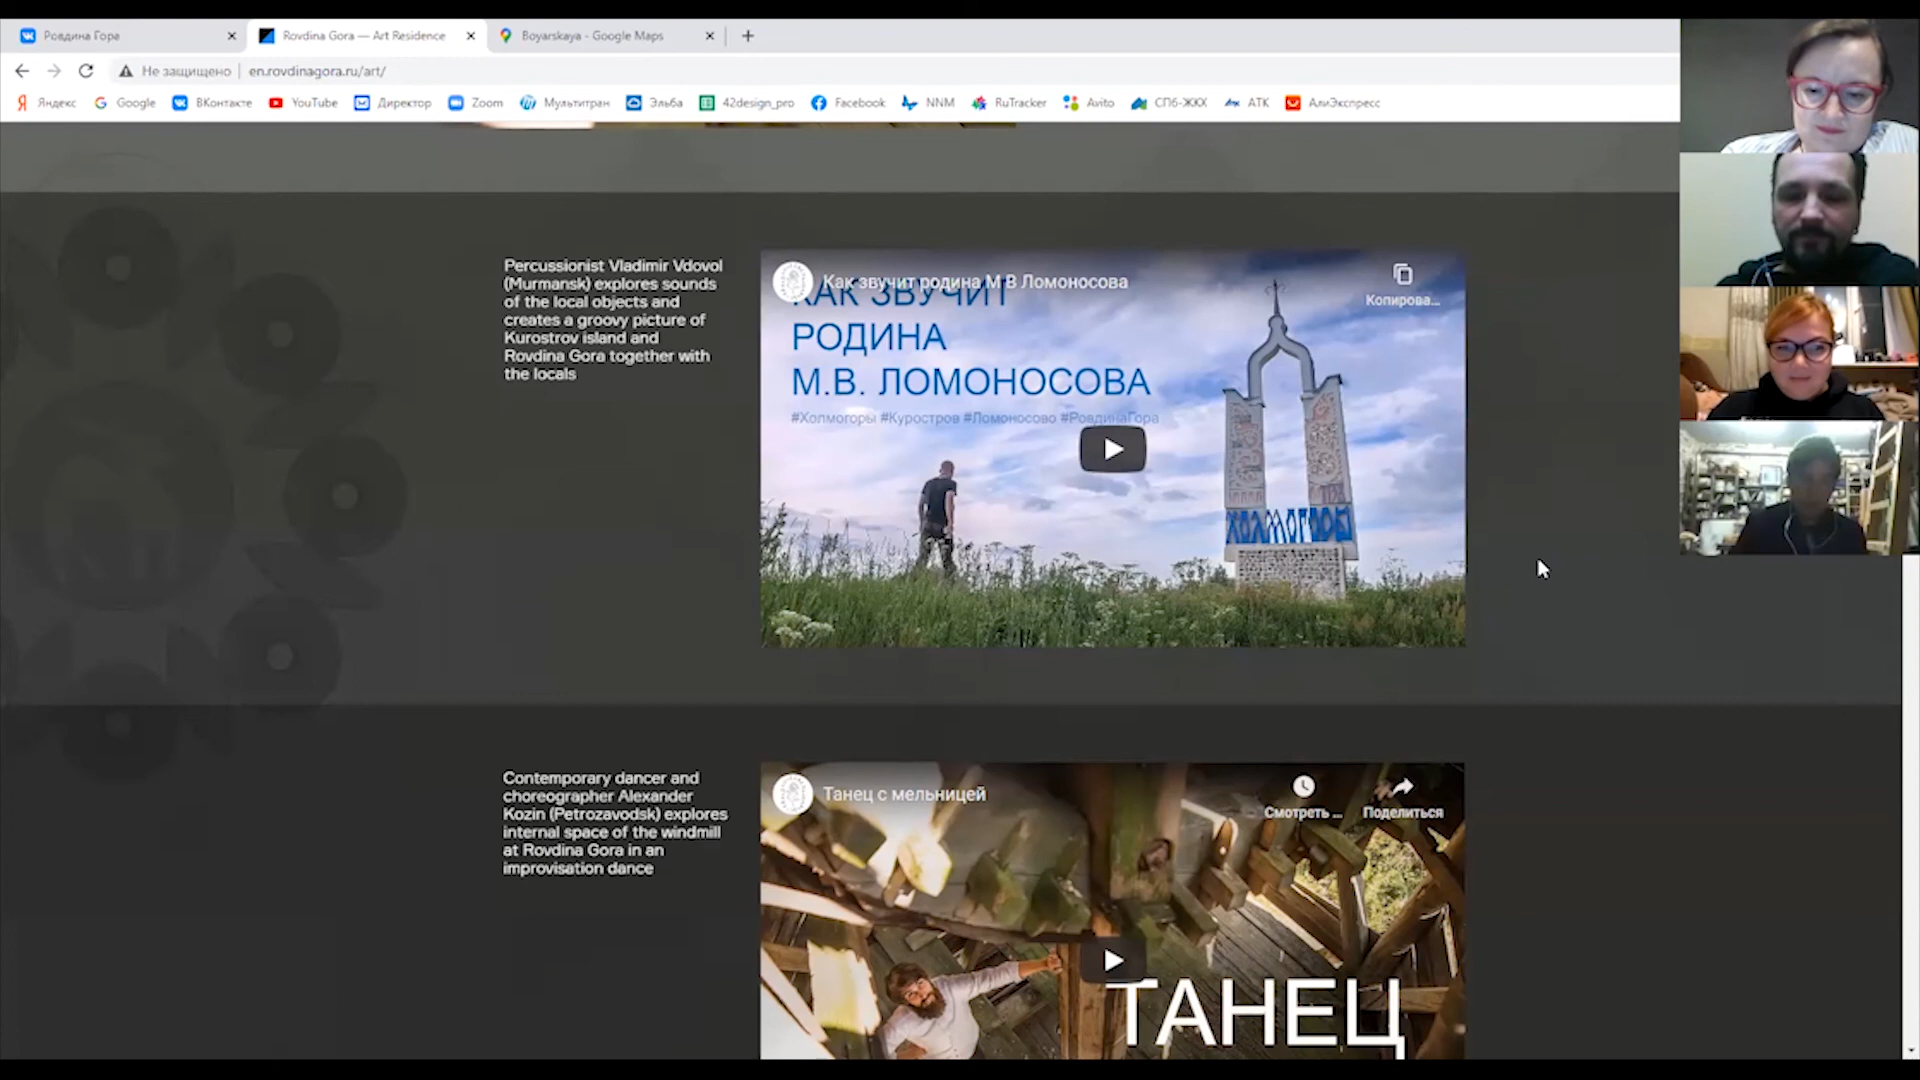 Ровдина Гора
Rovdina Gora — Art Residence
Boyarskaya - Google Maps
Не защищено
en.rovdinagora.ru/art/
Яндекс
Google
ВКонтакте
YouTube
Директор
Zoom
Мультитран
Эльба
42design_pro
Facebook
NNM
RuTracker
Avito
СПб-ЖКХ
АТК
АлиЭкспресс
Percussionist Vladimir Vdovol
(Murmansk) explores sounds
of the local objects and
creates a groovy picture of
Kurostrov island and
Rovdina Gora together with
the locals
Как звучит родина М В Ломоносова
Копирова...
КАК ЗВУЧИТ
РОДИНА
М.В. ЛОМОНОСОВА
#Холмогоры #Куростров #Ломоносово #РовдинаГора
ХОЛМОГОРЫ
Contemporary dancer and
choreographer Alexander
Kozin (Petrozavodsk) explores
internal space of the windmill
at Rovdina Gora in an
improvisation dance
Танец с мельницей
Смотреть ...
Поделиться
ТАНЕЦ